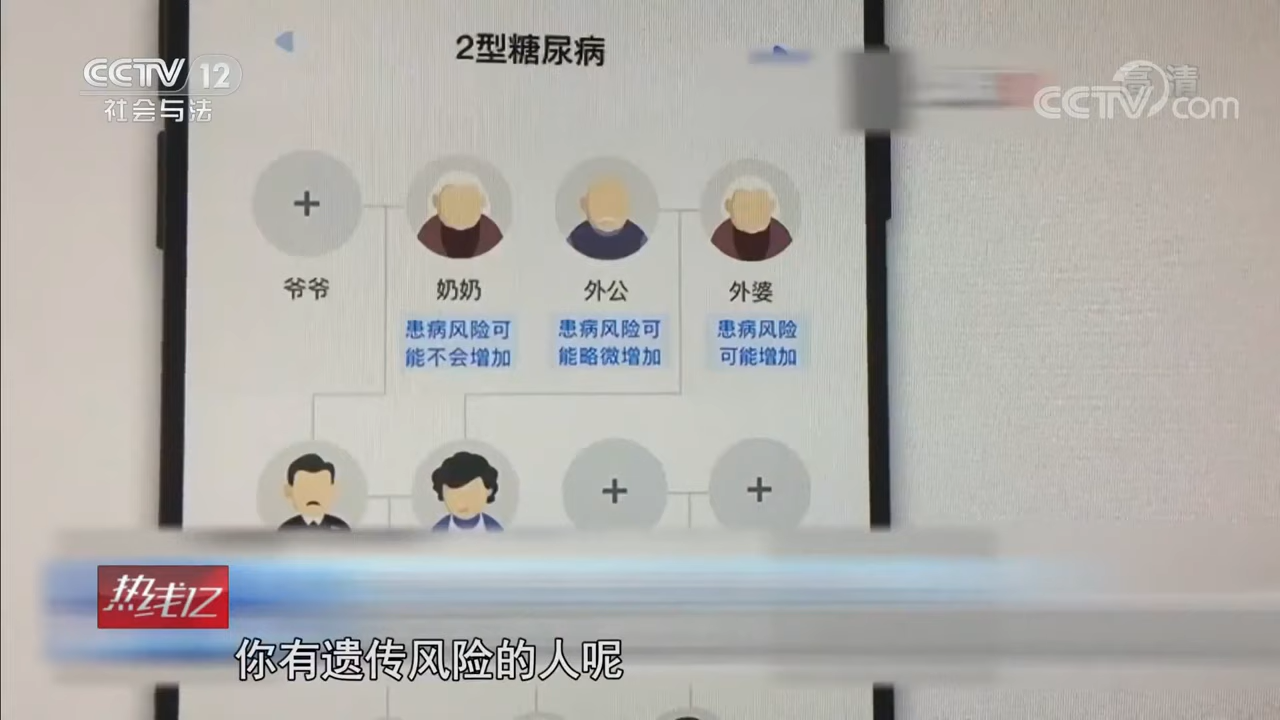 2型糖尿病
CCTV 12
社会与法
高清
CCTV.com
+
爷爷
奶奶
外公
外婆
患病风险可
能不会增加
患病风险可
能略微增加
患病风险
可能增加
+
+
热线12
你有遗传风险的人呢